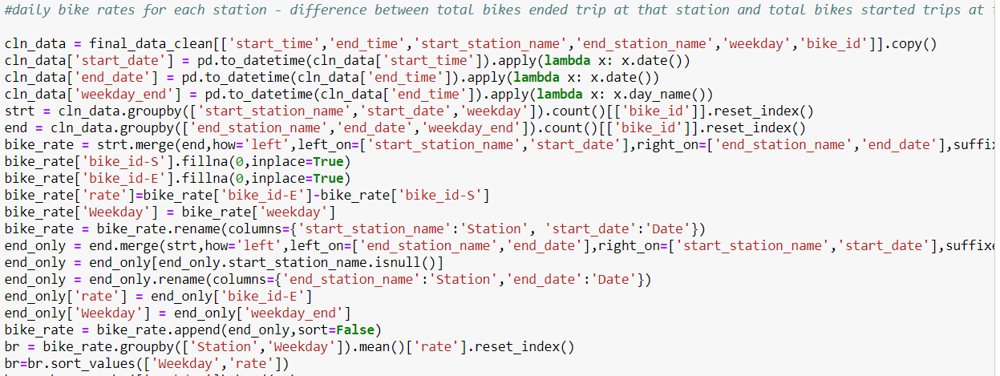 #daily bike rates for each station - difference between total bikes ended trip at that station and total bikes started trips at
cln_data = final_data_clean[['start_time','end_time','start_station_name','end_station_name','weekday','bike_id']].copy()
cln_data['start_date'] = pd.to_datetime(cln_data['start_time']).apply(lambda x: x.date())
cln_data['end_date'] = pd.to_datetime(cln_data['end_time']).apply(lambda x: x.date())
cln_data['weekday_end'] = pd.to_datetime(cln_data['end_time']).apply(lambda x: x.day_name())
strt = cln_data.groupby(['start_station_name','start_date','weekday']).count()[['bike_id']].reset_index()
end = cln_data.groupby(['end_station_name','end_date','weekday_end']).count()[['bike_id']].reset_index()
bike_rate = strt.merge(end,how='left',left_on=['start_station_name','start_date'],right_on=['end_station_name','end_date'],suffix
bike_rate['bike_id-S'].fillna(0,inplace=True)
bike_rate['bike_id-E'].fillna(0,inplace=True)
bike_rate['rate']=bike_rate['bike_id-E']-bike_rate['bike_id-S']
bike_rate['Weekday'] = bike_rate['weekday']
bike_rate = bike_rate.rename(columns={'start_station_name':'Station', 'start_date':'Date'})
end_only = end.merge(strt,how='left',left_on=['end_station_name','end_date'],right_on=['start_station_name','start_date'],suffixe
end_only = end_only[end_only.start_station_name.isnull()]
end_only = end_only.rename(columns={'end_station_name':'Station','end_date':'Date'})
end_only['rate'] = end_only['bike_id-E']
end_only['Weekday'] = end_only['weekday_end']
bike_rate = bike_rate.append(end_only,sort=False)
br = bike_rate.groupby(['Station','Weekday']).mean()['rate'].reset_index()
br=br.sort_values(['Weekday','rate'])